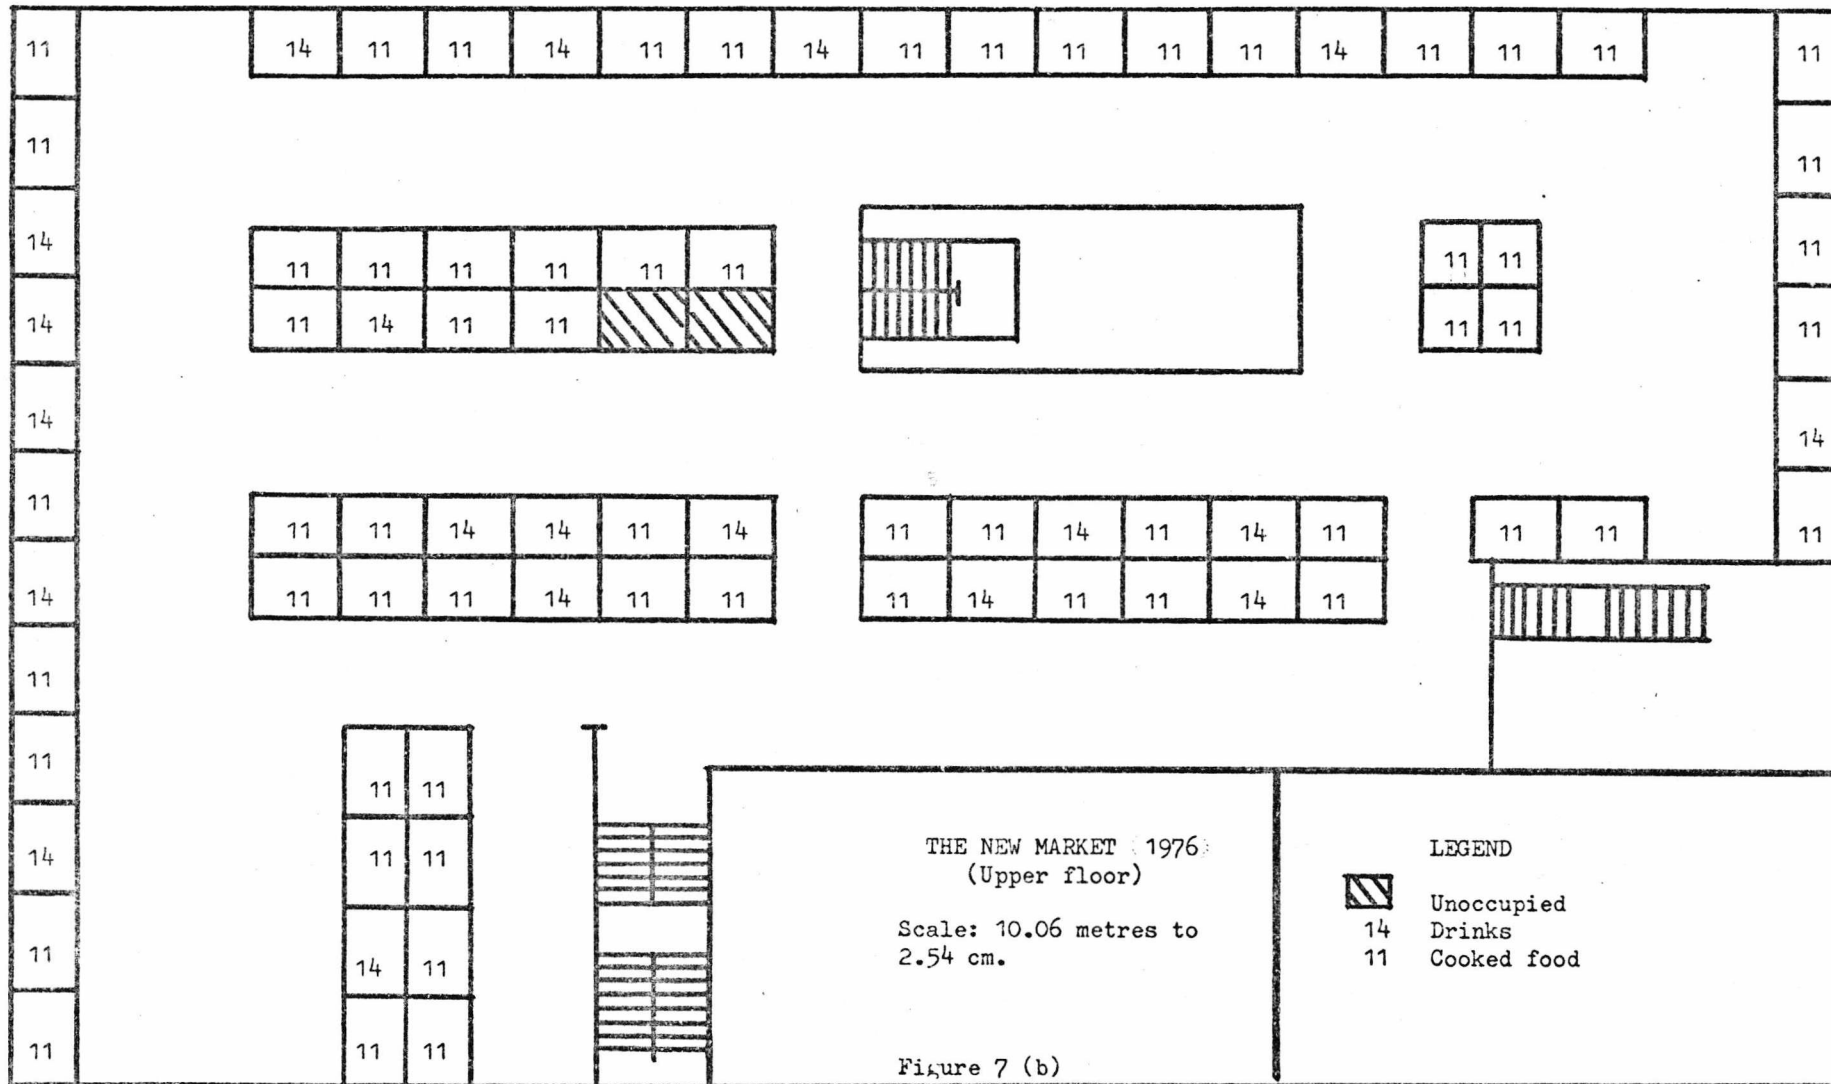 11 14 11 11 14 11 11 14 11 11 11 11 11 14 11 11 11 11
11 11
14 11
11 11 11 11 11 11 11 11
14 11
11 14 11 11 11 11
14 14
11 11 11 14 14 11 14 11 11 14 11 14 11 11 11 11
14 11 11 11 14 11 11 11 14 11 11 14 11
11
11
11 11
14 11 11
11
14 11
11
11 11
THE NEW MARKET 1976
(Upper floor)
Scale: 10.06 metres to
2.54 cm.
Figure 7 (b)
LEGEND
Unoccupied
14 Drinks
11 Cooked food